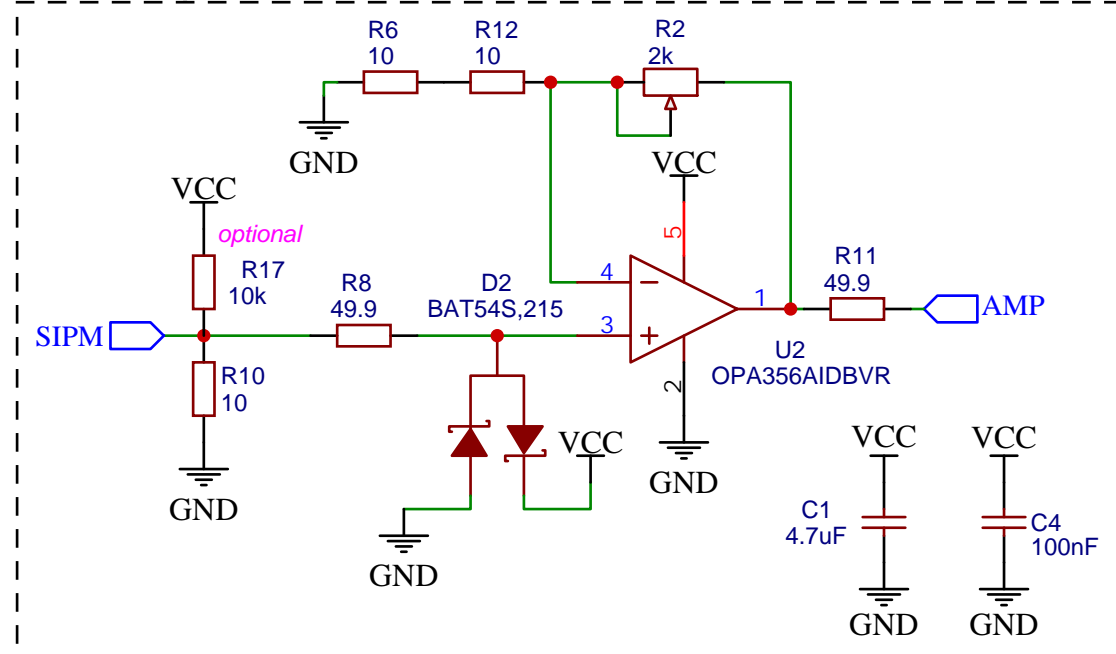 R6
10
R12
10
R2
2k
GND
VCC
VCC
optional
R17
10k
5
R8
49.9
D2
BAT54S,215
4
3
1
R11
49.9
SIPM
AMP
R10
10
U2
OPA356AIDBVR
2
GND
VCC
GND
GND
VCC
VCC
C1
4.7uF
C4
100nF
GND
GND